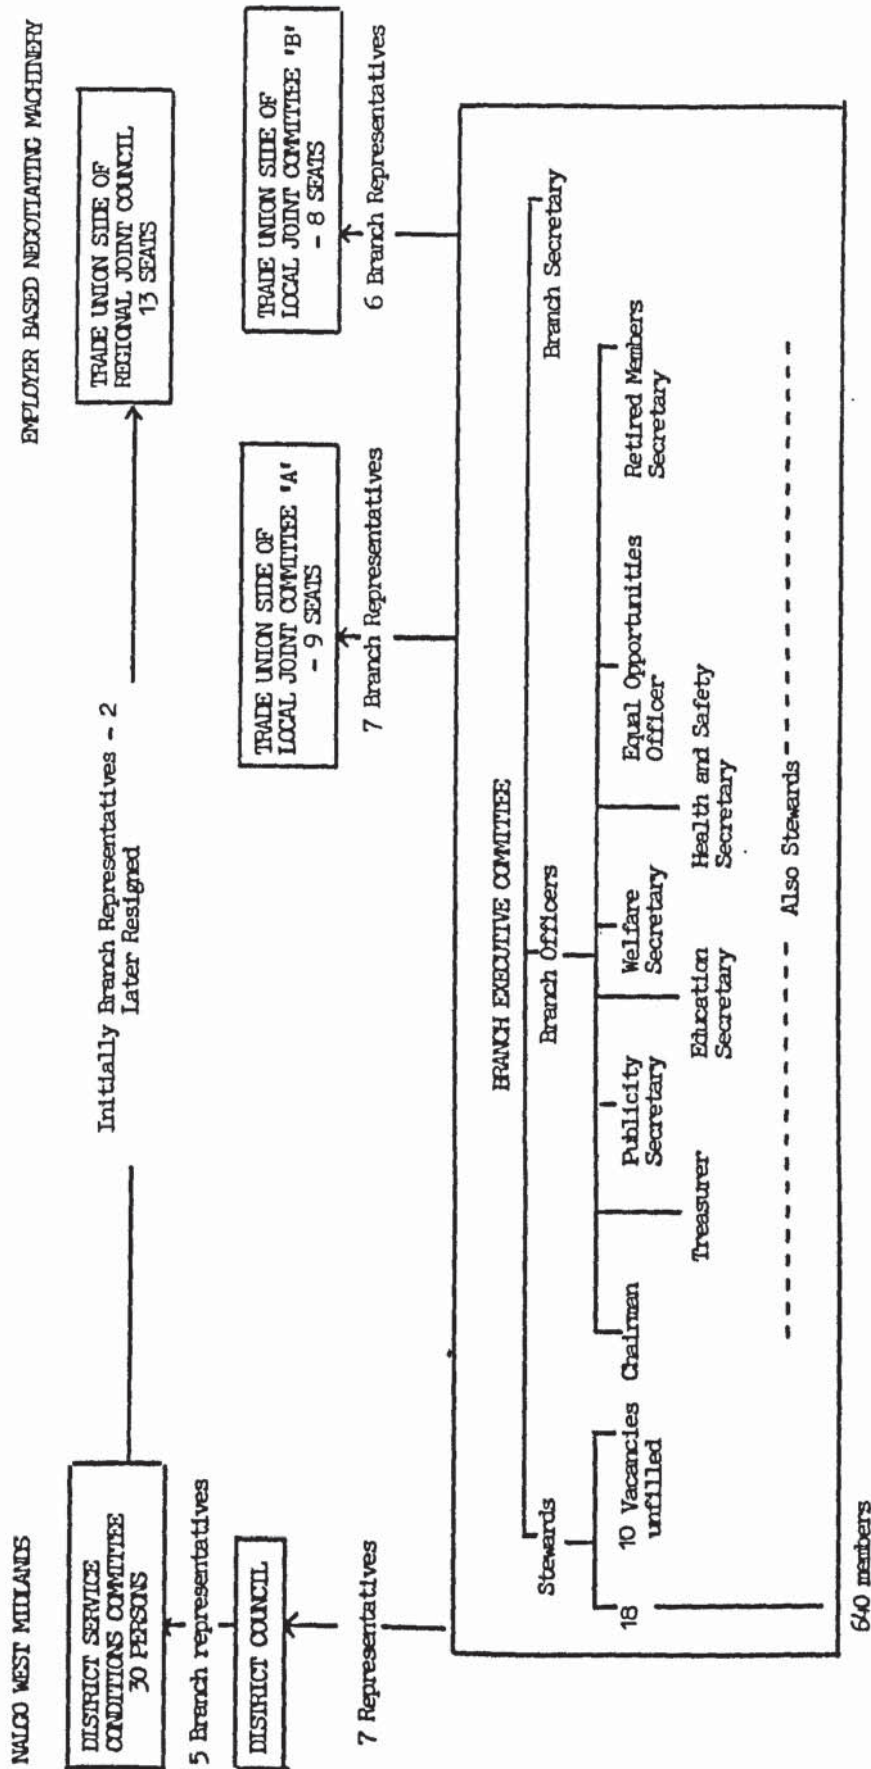 NALGO WEST MIDLANDS
EMPLOYER BASED NEGOTIATING MACHINERY
DISTRICT SERVICE
CONDITIONS COMMITTEE
30 PERSONS
Initially Branch Representatives - 2
Later Resigned
TRADE UNION SIDE OF
REGIONAL JOINT COUNCIL
13 SEATS
5 Branch representatives
DISTRICT COUNCIL
TRADE UNION SIDE OF
LOCAL JOINT COMMITTEE 'A'
- 9 SEATS
TRADE UNION SIDE OF
LOCAL JOINT COMMITTEE 'B'
- 8 SEATS
7 Representatives
7 Branch Representatives
6 Branch Representatives
BRANCH EXECUTIVE COMMITTEE
Stewards
Branch Officers
Branch Secretary
18
10 Vacancies
unfilled
Chairman
Publicity
Secretary
Welfare
Secretary
Equal Opportunities
Officer
Retired Members
Secretary
Treasurer
Education
Secretary
Health and Safety
Secretary
Also Stewards
640 members